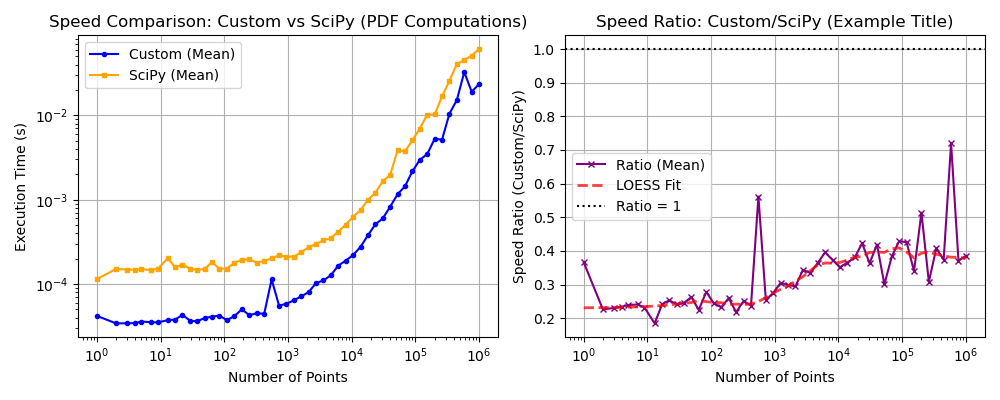 Speed Comparison: Custom vs SciPy (PDF Computations)
Custom (Mean)
SciPy (Mean)
Execution Time (s)
10⁻²
10⁻³
10⁻⁴
10⁰ 10¹ 10² 10³ 10⁴ 10⁵ 10⁶
Number of Points
Speed Ratio: Custom/SciPy (Example Title)
Speed Ratio (Custom/SciPy)
1.0
0.9
0.8
0.7
0.6
0.5
0.4
0.3
0.2
Ratio (Mean)
LOESS Fit
Ratio = 1
10⁰ 10¹ 10² 10³ 10⁴ 10⁵ 10⁶
Number of Points